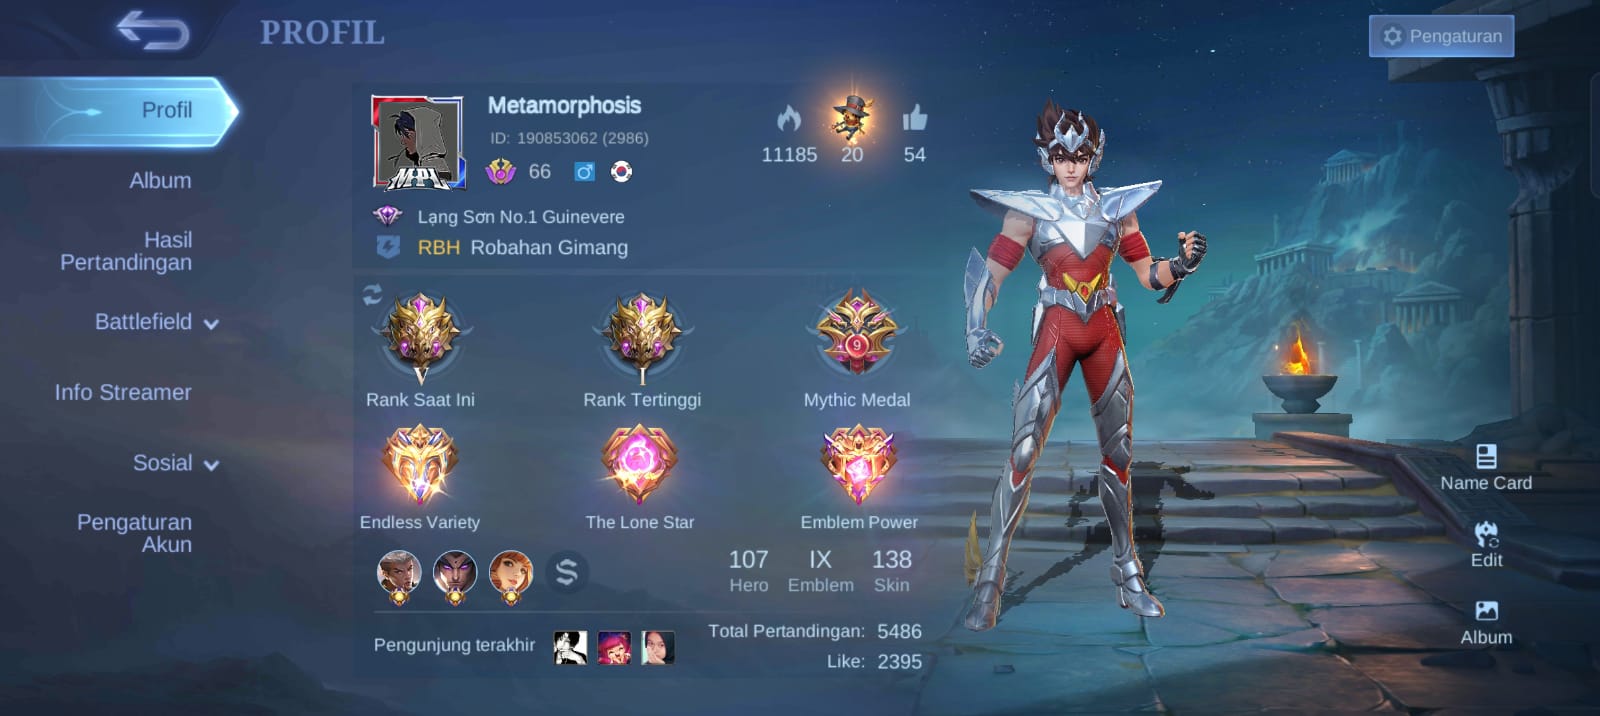 PROFIL
Pengaturan
Profil
Album
Hasil
Pertandingan
Battlefield
Info Streamer
Sosial
Pengaturan
Akun
MPL
Metamorphosis
ID: 190853062 (2986)
66
11185
20
54
Lạng Sơn No.1 Guinevere
RBH Robahan Gimang
V
Rank Saat Ini
I
Rank Tertinggi
9
Mythic Medal
Endless Variety
The Lone Star
Emblem Power
107
Hero
IX
Emblem
138
Skin
Pengunjung terakhir
Total Pertandingan: 5486
Like: 2395
Name Card
Edit
Album